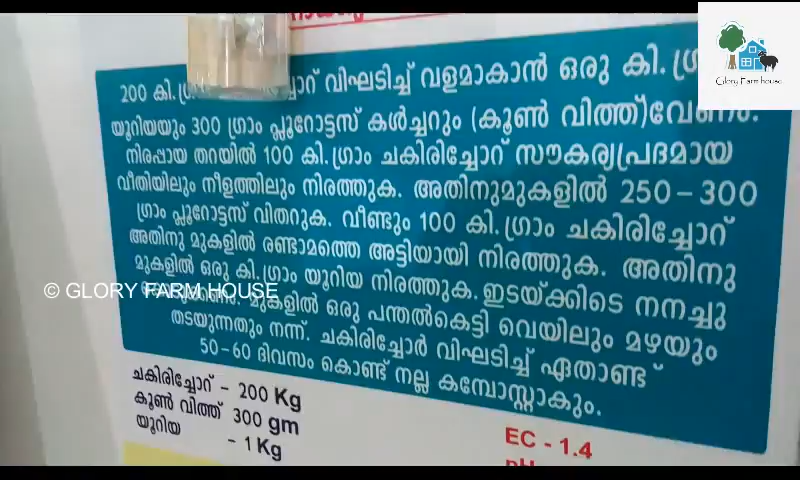 Glory Farm house
200 കി.ഗ്രാം വിഘടിച്ച് വളമാകാൻ ഒരു കി.
യൂറിയയും 300 ഗ്രാം പ്ലൂറോട്ടസ് കൾച്ചറും (കൂൺ വിത്ത്)വേണം.
നിരപ്പായ തറയിൽ 100 കി.ഗ്രാം ചകിരിച്ചോറ് സൗകര്യപ്രദമായ
വീതിയിലും നീളത്തിലും നിരത്തുക. അതിനുമുകളിൽ 250 – 300
ഗ്രാം പ്ലൂറോട്ടസ് വിതറുക. വീണ്ടും 100 കി.ഗ്രാം ചകിരിച്ചോറ്
അതിനു മുകളിൽ രണ്ടാമത്തെ അട്ടിയായി നിരത്തുക. അതിനു
മുകളിൽ ഒരു കി.ഗ്രാം യൂറിയ നിരത്തുക. ഇടയ്ക്കിടെ നനച്ചു
മുകളിൽ ഒരു പന്തൽകെട്ടി വെയിലും മഴയും
തടയുന്നതും നന്ന്. ചകിരിച്ചോർ വിഘടിച്ച് ഏതാണ്ട്
50-60 ദിവസം കൊണ്ട് നല്ല കമ്പോസ്റ്റാകും.
© GLORY FARM HOUSE
ചകിരിച്ചോറ് – 200 Kg
കൂൺ വിത്ത് 300 gm
യൂറിയ – 1 Kg
EC - 1.4
pH